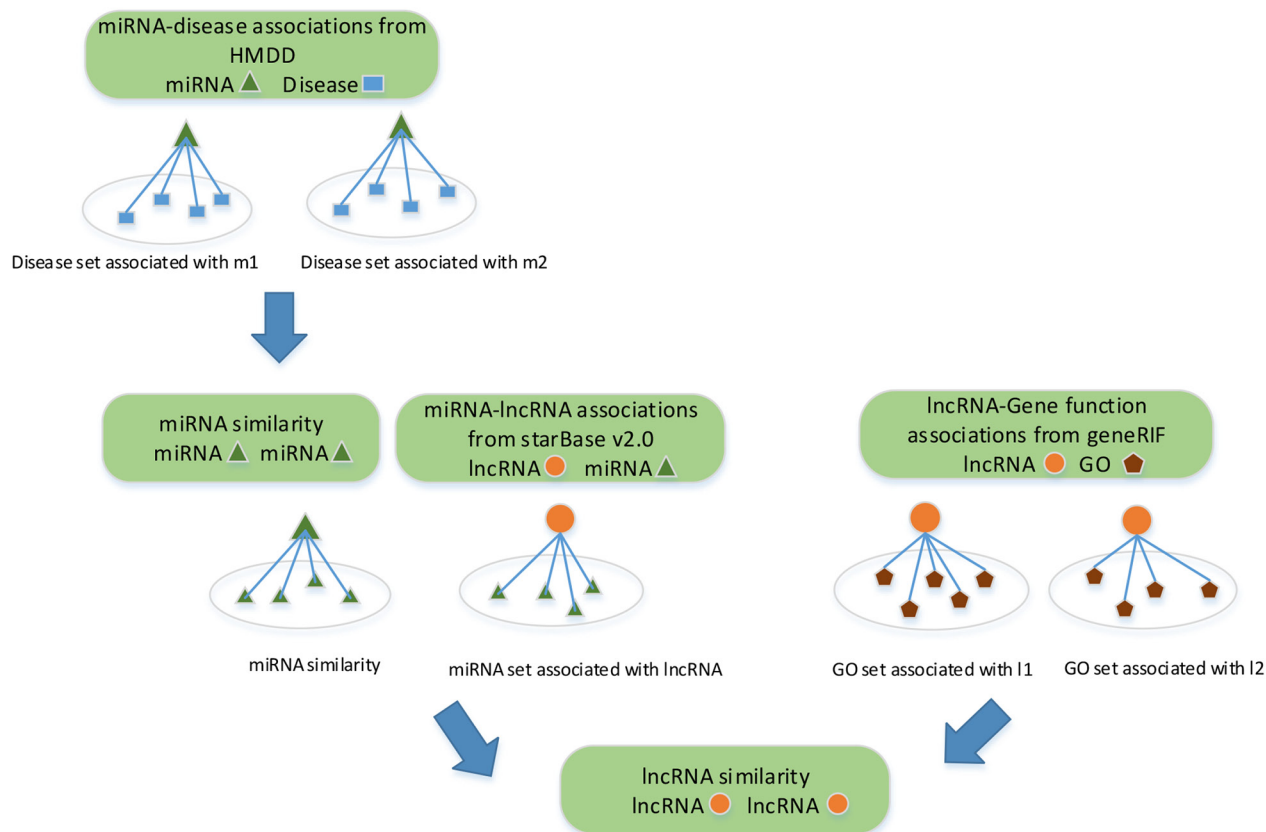 miRNA-disease associations from
HMDD
miRNA Disease
Disease set associated with m1
Disease set associated with m2
miRNA similarity
miRNA miRNA
miRNA-lncRNA associations
from starBase v2.0
lncRNA miRNA
lncRNA-Gene function
associations from geneRIF
lncRNA GO
miRNA similarity
miRNA set associated with lncRNA
GO set associated with l1
GO set associated with l2
lncRNA similarity
lncRNA lncRNA